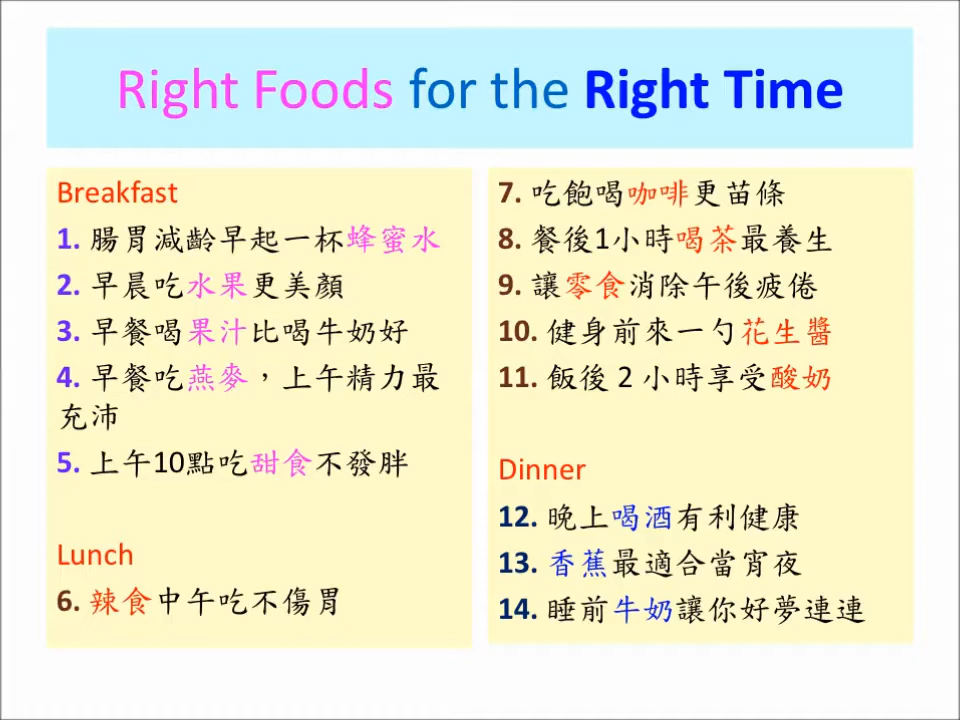 Right Foods for the Right Time
Breakfast
1. 腸胃減齡早起一杯蜂蜜水
2. 早晨吃水果更美顏
3. 早餐喝果汁比喝牛奶好
4. 早餐吃燕麥，上午精力最
充沛
5. 上午10點吃甜食不發胖
Lunch
6. 辣食中午吃不傷胃
7. 吃飽喝咖啡更苗條
8. 餐後1小時喝茶最養生
9. 讓零食消除午後疲倦
10. 健身前來一勺花生醬
11. 飯後 2 小時享受酸奶
Dinner
12. 晚上喝酒有利健康
13. 香蕉最適合當宵夜
14. 睡前牛奶讓你好夢連連